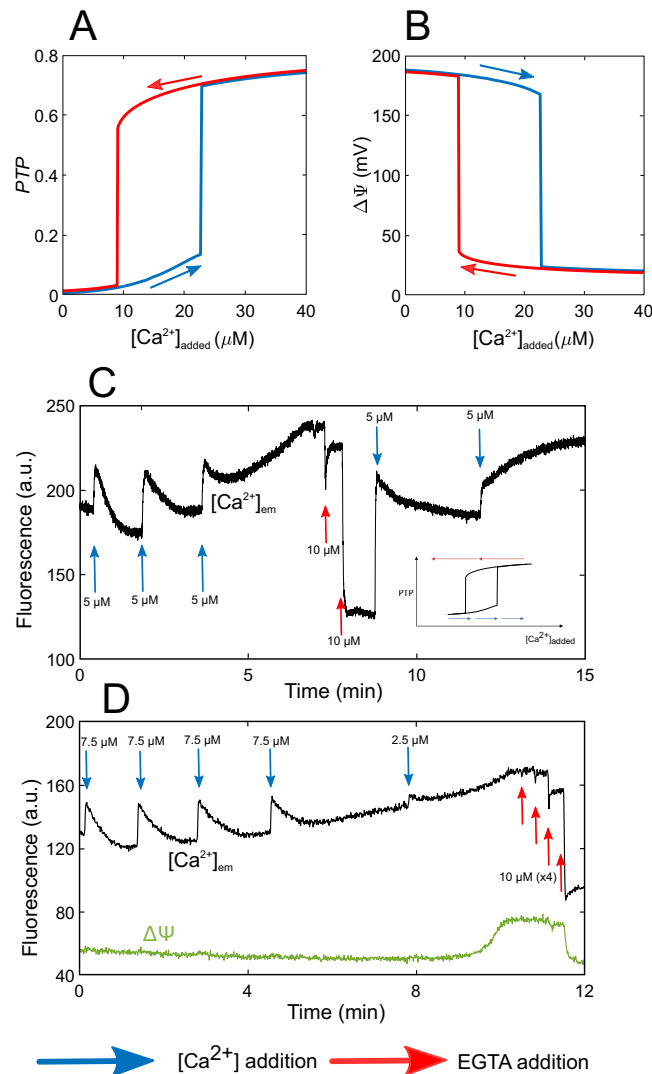 A
B
0.8
0.6
0.4
0.2
0
PTP
0 10 20 30 40
[Ca²⁺]added (μM)
200
150
100
50
0
ΔΨ (mV)
0 10 20 30 40
[Ca²⁺]added (μM)
C
250
200
150
100
Fluorescence (a.u.)
5 μM
5 μM
5 μM
[Ca²⁺]em
10 μM
10 μM
5 μM
5 μM
PTP
[Ca²⁺]added
0 5 10 15
Time (min)
D
200
160
120
80
40
Fluorescence (a.u.)
7.5 μM 7.5 μM 7.5 μM 7.5 μM 2.5 μM
[Ca²⁺]em
10 μM (x4)
ΔΨ
0 4 8 12
Time (min)
[Ca²⁺] addition
EGTA addition